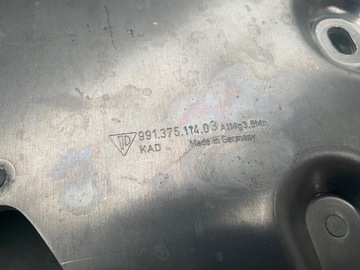 991.375.114.03 AlMg3.5Mn
KAD Made in Germany